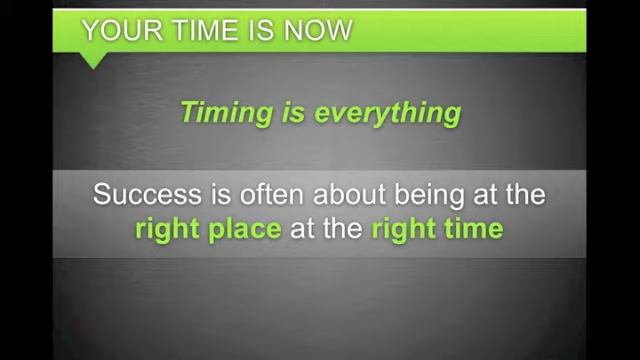 YOUR TIME IS NOW
Timing is everything
Success is often about being at the
right place at the right time